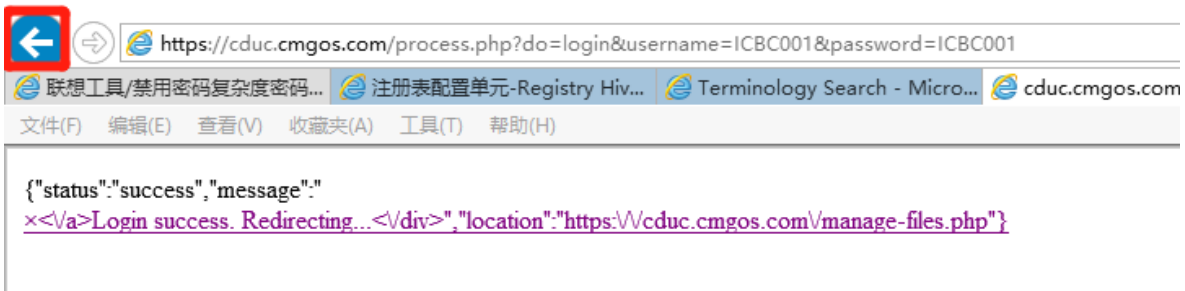 https://cduc.cmgos.com/process.php?do=login&username=ICBC001&password=ICBC001
联想工具/禁用密码复杂度密码... 注册表配置单元-Registry Hiv... Terminology Search - Micro... cduc.cmgos.com
文件(F) 编辑(E) 查看(V) 收藏夹(A) 工具(T) 帮助(H)
{"status":"success","message":"
×<\/a>Login success. Redirecting...<\/div>","location":"https:\/\/cduc.cmgos.com\/manage-files.php"}